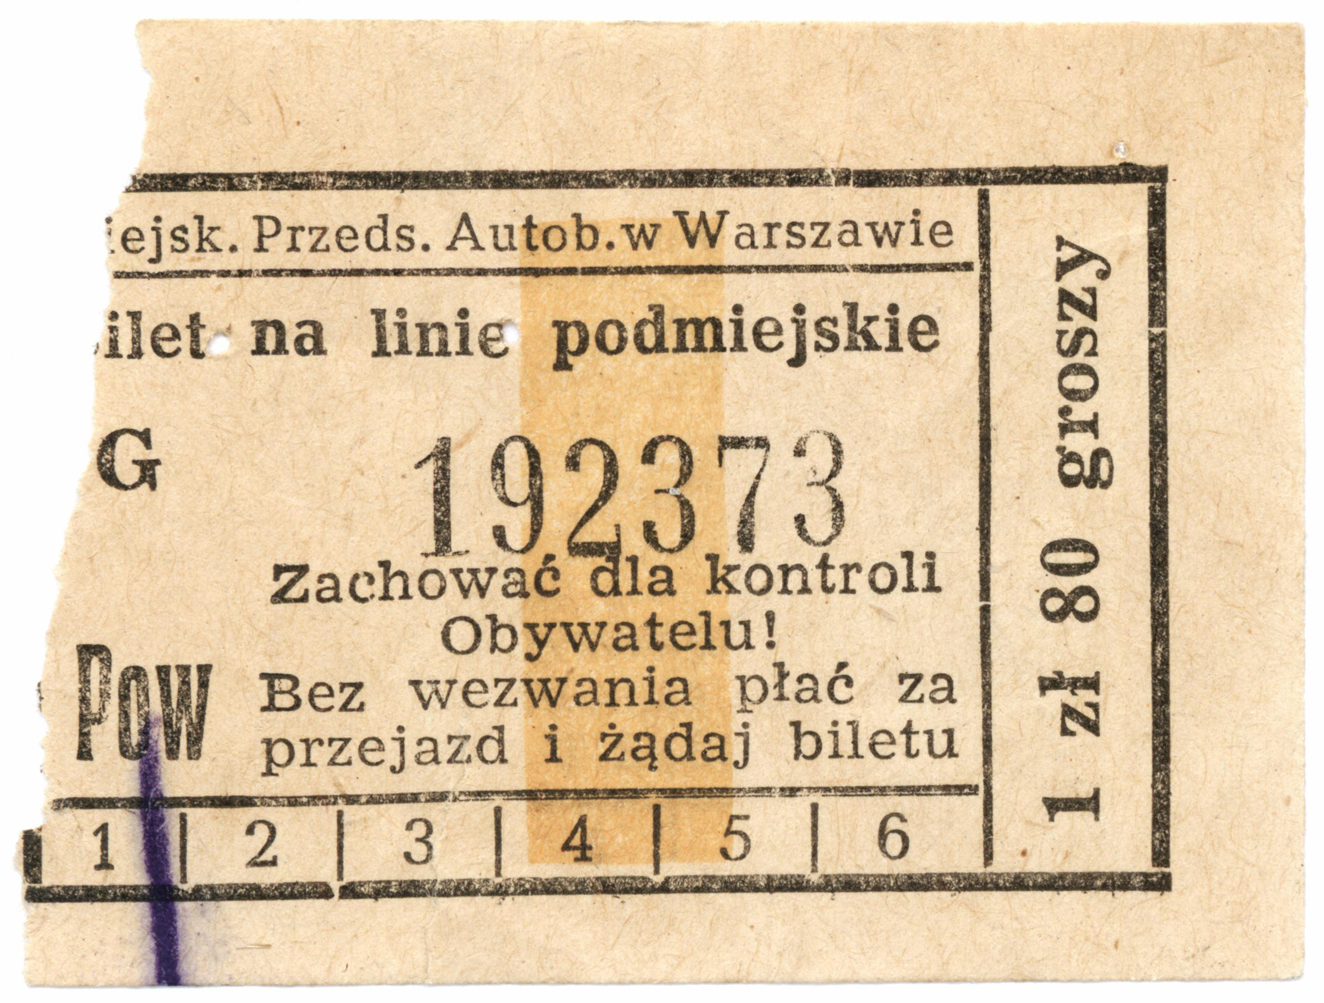 iejsk. Przeds. Autob. w Warszawie
ilet na linie podmiejskie
G 192373
Zachować dla kontroli
Obywatelu!
Pow
Bez wezwania płać za
przejazd i żądaj biletu
1 2 3 4 5 6
1 zł 80 groszy